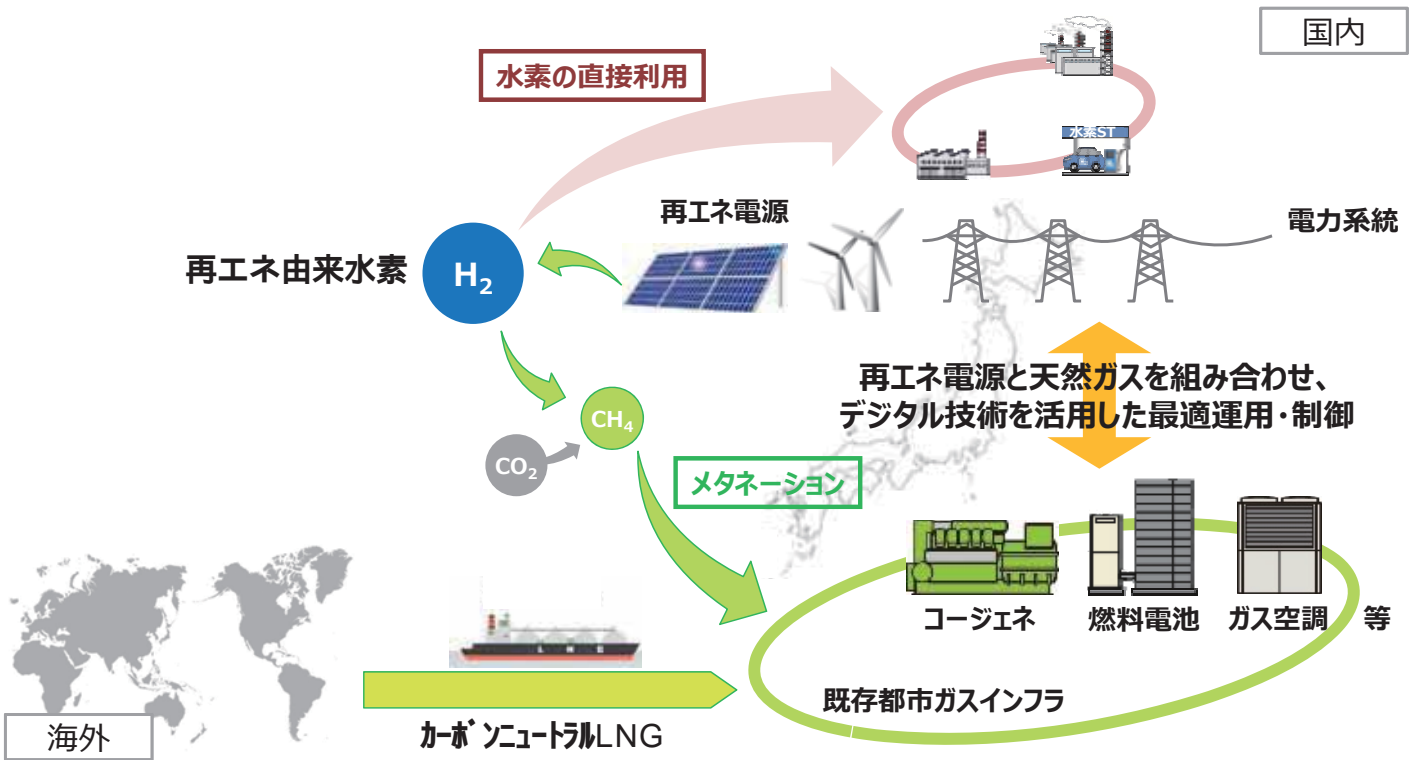 国内
水素の直接利用
水素ST
再エネ電源
電力系統
再エネ由来水素
H₂
再エネ電源と天然ガスを組み合わせ、
デジタル技術を活用した最適運用・制御
CH₄
CO₂
メタネーション
コージェネ
燃料電池
ガス空調
等
L N G
既存都市ガスインフラ
海外
カーボンニュートラルLNG